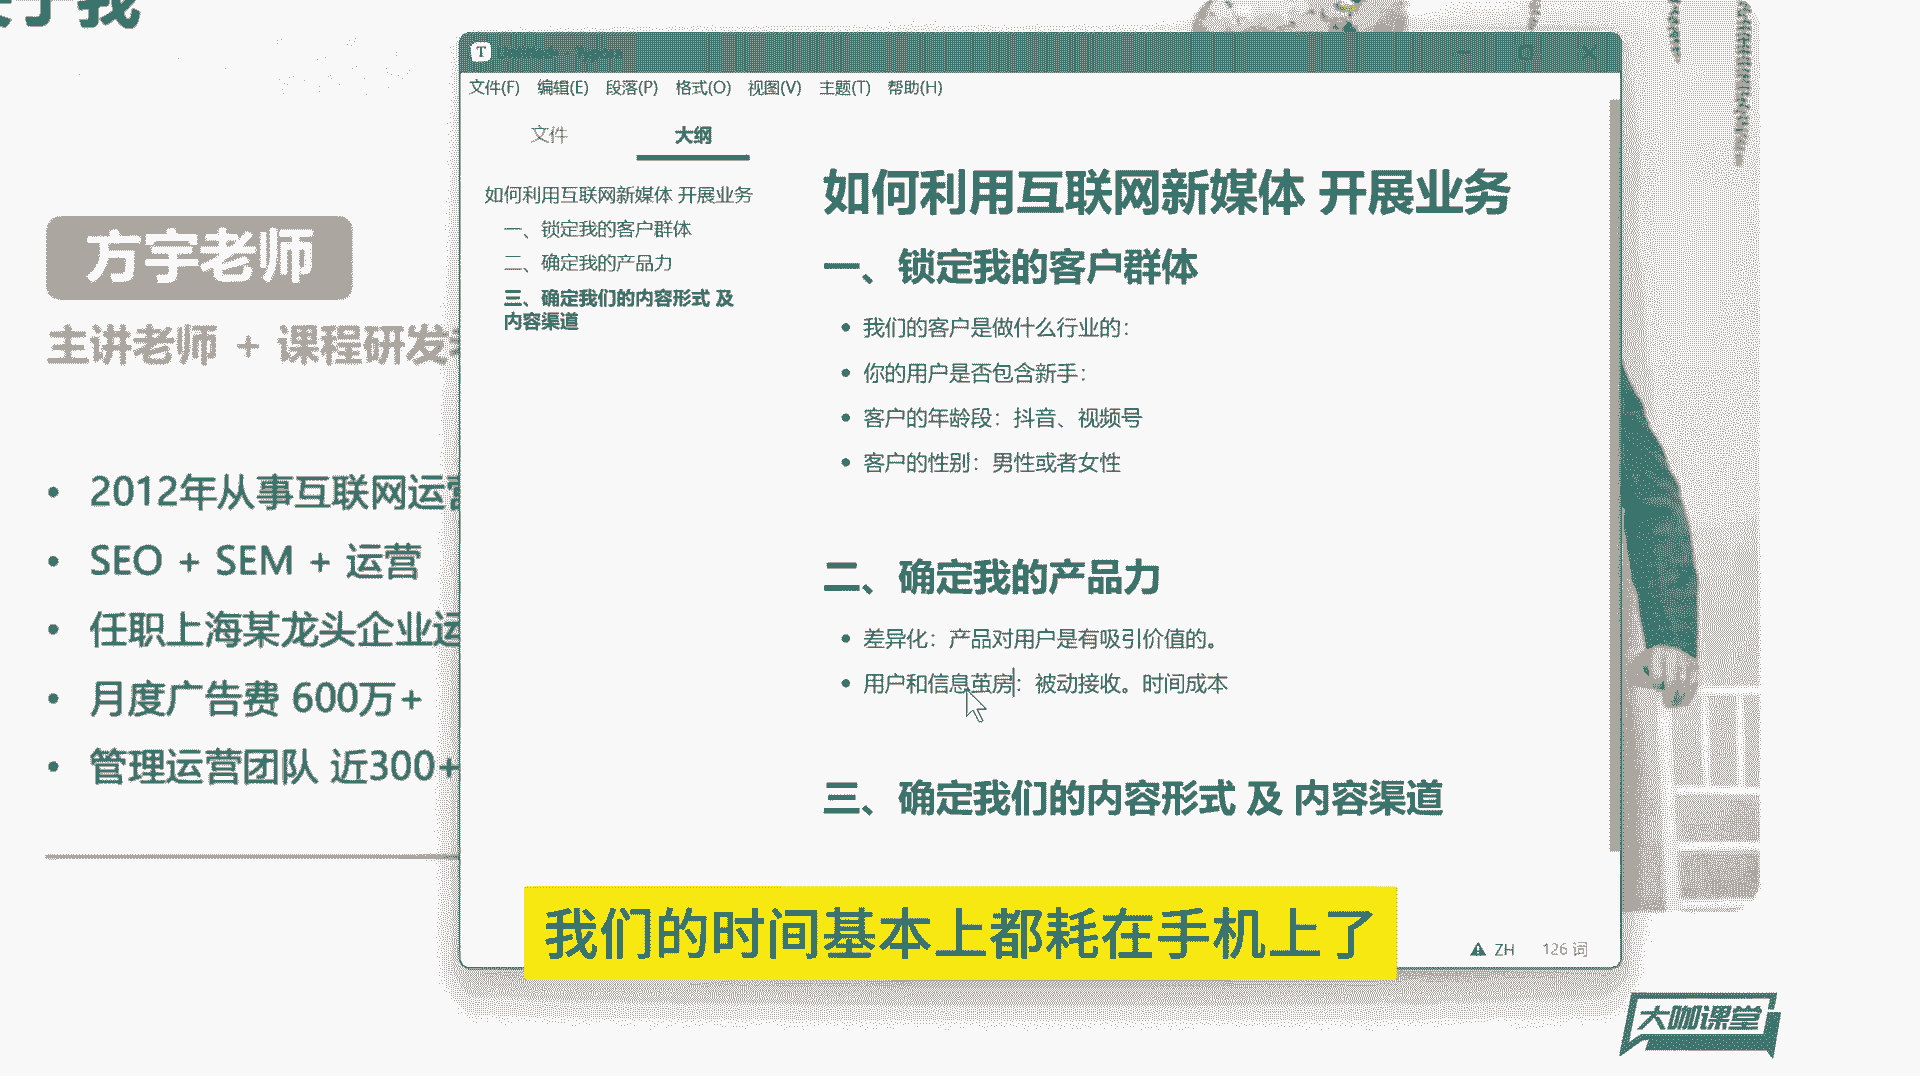 于我
方宇老师
主讲老师 + 课程研发
• 2012年从事互联网运营
• SEO + SEM + 运营
• 任职上海某龙头企业运
• 月度广告费 600万+
• 管理运营团队 近300+
T
文件(F) 编辑(E) 段落(P) 格式(O) 视图(V) 主题(T) 帮助(H)
文件 大纲
如何利用互联网新媒体 开展业务
一、锁定我的客户群体
二、确定我的产品力
三、确定我们的内容形式 及
内容渠道
如何利用互联网新媒体 开展业务
一、锁定我的客户群体
• 我们的客户是做什么行业的：
• 你的用户是否包含新手：
• 客户的年龄段：抖音、视频号
• 客户的性别：男性或者女性
二、确定我的产品力
• 差异化：产品对用户是有吸引价值的。
• 用户和信息茧房：被动接收。时间成本
三、确定我们的内容形式 及 内容渠道
ZH 126 词
我们的时间基本上都耗在手机上了
大咖课堂